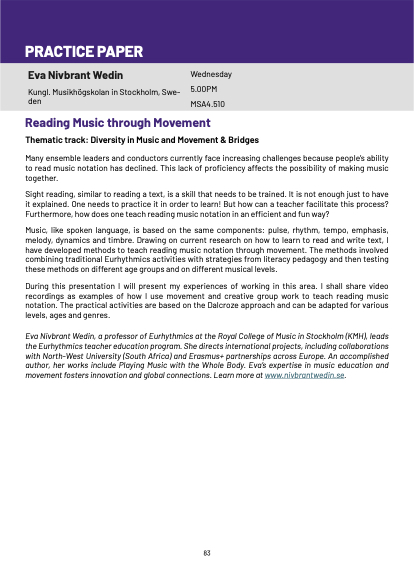 PRACTICE PAPER
Eva Nivbrant Wedin
Kungl. Musikhögskolan in Stockholm, Swe-
den
Wednesday
5.00PM
MSA4.510
Reading Music through Movement
Thematic track: Diversity in Music and Movement & Bridges
Many ensemble leaders and conductors currently face increasing challenges because people's ability
to read music notation has declined. This lack of proficiency affects the possibility of making music
together.
Sight reading, similar to reading a text, is a skill that needs to be trained. It is not enough just to have
it explained. One needs to practice it in order to learn! But how can a teacher facilitate this process?
Furthermore, how does one teach reading music notation in an efficient and fun way?
Music, like spoken language, is based on the same components: pulse, rhythm, tempo, emphasis,
melody, dynamics and timbre. Drawing on current research on how to learn to read and write text, I
have developed methods to teach reading music notation through movement. The methods involved
combining traditional Eurhythmics activities with strategies from literacy pedagogy and then testing
these methods on different age groups and on different musical levels.
During this presentation I will present my experiences of working in this area. I shall share video
recordings as examples of how I use movement and creative group work to teach reading music
notation. The practical activities are based on the Dalcroze approach and can be adapted for various
levels, ages and genres.
Eva Nivbrant Wedin, a professor of Eurhythmics at the Royal College of Music in Stockholm (KMH), leads
the Eurhythmics teacher education program. She directs international projects, including collaborations
with North-West University (South Africa) and Erasmus+ partnerships across Europe. An accomplished
author, her works include Playing Music with the Whole Body. Eva's expertise in music education and
movement fosters innovation and global connections. Learn more at www.nivbrantwedin.se.
83